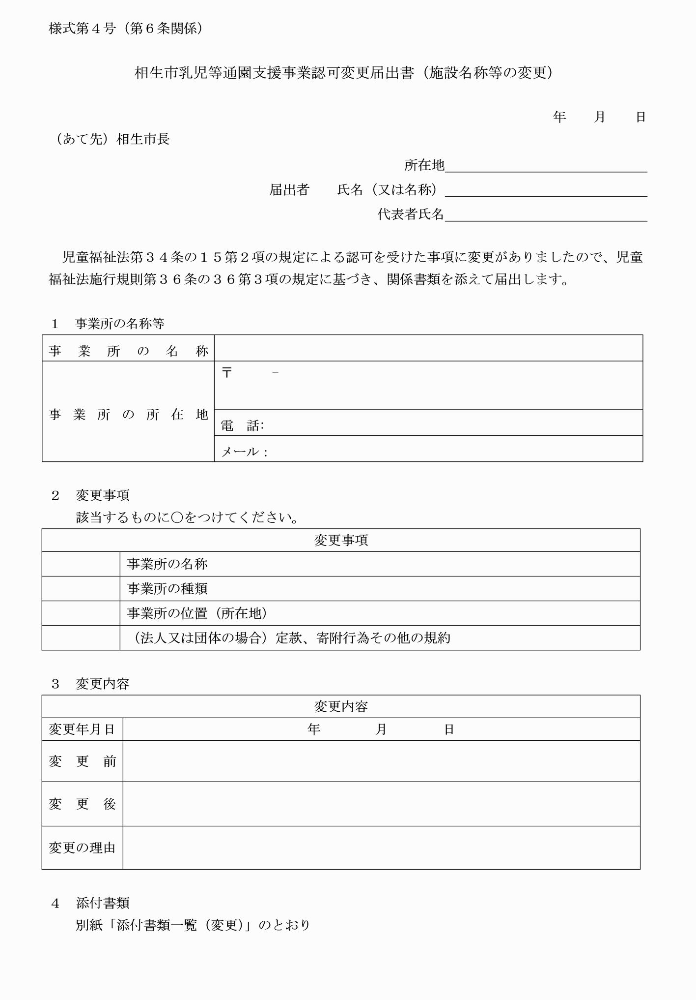 様式第４号（第６条関係）
相生市乳児等通園支援事業認可変更届出書（施設名称等の変更）
年　　月　　日
（あて先）相生市長
所在地
届出者　　氏名（又は名称）
代表者氏名
児童福祉法第３４条の１５第２項の規定による認可を受けた事項に変更がありましたので、児童
福祉法施行規則第３６条の３６第３項の規定に基づき、関係書類を添えて届出します。
１　事業所の名称等
事業所の名称
〒　　　－
事業所の所在地
電　話：
メール：
２　変更事項
該当するものに○をつけてください。
変更事項
事業所の名称
事業所の種類
事業所の位置（所在地）
（法人又は団体の場合）定款、寄附行為その他の規約
３　変更内容
変更内容
変更年月日　　年　　月　　日
変　更　前
変　更　後
変更の理由
４　添付書類
別紙「添付書類一覧（変更）」のとおり